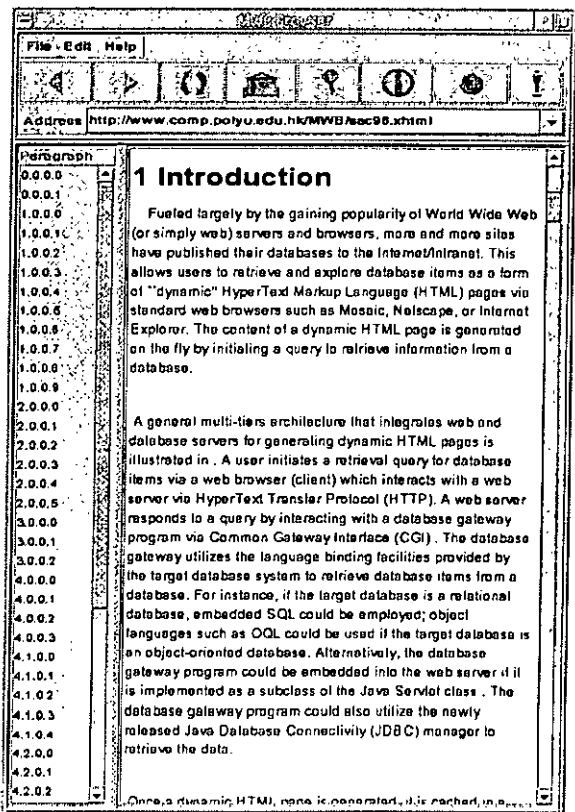 File Edit Help
Address http://www.comp.polyu.edu.hk/MWB/sac98.xhtml
Paragraph
0.0.0.0
0.0.0.1
1.0.0.0
1.0.0.1
1.0.0.2
1.0.0.3
1.0.0.4
1.0.0.5
1.0.0.6
1.0.0.7
1.0.0.8
1.0.0.9
2.0.0.0
2.0.0.1
2.0.0.2
2.0.0.3
2.0.0.4
2.0.0.5
3.0.0.0
3.0.0.1
3.0.0.2
4.0.0.0
4.0.0.1
4.0.0.2
4.0.0.3
4.1.0.0
4.1.0.1
4.1.0.2
4.1.0.3
4.1.0.4
4.2.0.0
4.2.0.1
4.2.0.2
1 Introduction
Fueled largely by the gaining popularity of World Wide Web
(or simply web) servers and browsers, more and more sites
have published their databases to the Internet/Intranet. This
allows users to retrieve and explore database items as a form
of ``dynamic'' HyperText Markup Language (HTML) pages via
standard web browsers such as Mosaic, Netscape, or Internet
Explorer. The content of a dynamic HTML page is generated
on the fly by initialing a query to retrieve information from a
database.
A general multi-tiers architecture that integrates web and
database servers for generating dynamic HTML pages is
illustrated in . A user initiates a retrieval query for database
items via a web browser (client) which interacts with a web
server via HyperText Transfer Protocol (HTTP). A web server
responds to a query by interacting with a database gateway
program via Common Gateway Interface (CGI) . The database
gateway utilizes the language binding facilities provided by
the target database system to retrieve database items from a
database. For instance, if the target database is a relational
database, embedded SQL could be employed; object
languages such as OQL could be used if the target database is
an object-oriented database. Alternatively, the database
gateway program could be embedded into the web server if it
is implemented as a subclass of the Java Servlet class . The
database gateway program could also utilize the newly
released Java Database Connectivity (JDBC) manager to
retrieve the data.
Once a dynamic HTML page is generated, it is cached in a